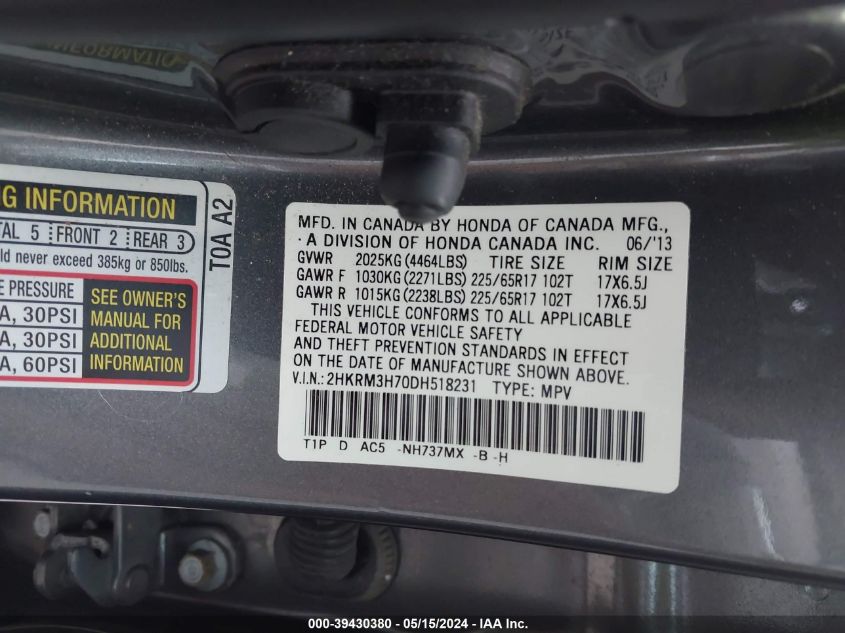 G INFORMATION
TAL 5 FRONT 2 REAR 3
ld never exceed 385kg or 850lbs.
E PRESSURE
A, 30PSI
A, 30PSI
A, 60PSI
SEE OWNER'S
MANUAL FOR
ADDITIONAL
INFORMATION
T0A A2
MFD. IN CANADA BY HONDA OF CANADA MFG.,
A DIVISION OF HONDA CANADA INC. 06/'13
GVWR 2025KG(4464LBS) TIRE SIZE RIM SIZE
GAWR F 1030KG(2271LBS) 225/65R17 102T 17X6.5J
GAWR R 1015KG(2238LBS) 225/65R17 102T 17X6.5J
THIS VEHICLE CONFORMS TO ALL APPLICABLE
FEDERAL MOTOR VEHICLE SAFETY
AND THEFT PREVENTION STANDARDS IN EFFECT
ON THE DATE OF MANUFACTURE SHOWN ABOVE.
V.I.N.: 2HKRM3H70DH518231 TYPE: MPV
T1P D AC5 -NH737MX -B -H
000-39430380 - 05/15/2024 - IAA Inc.